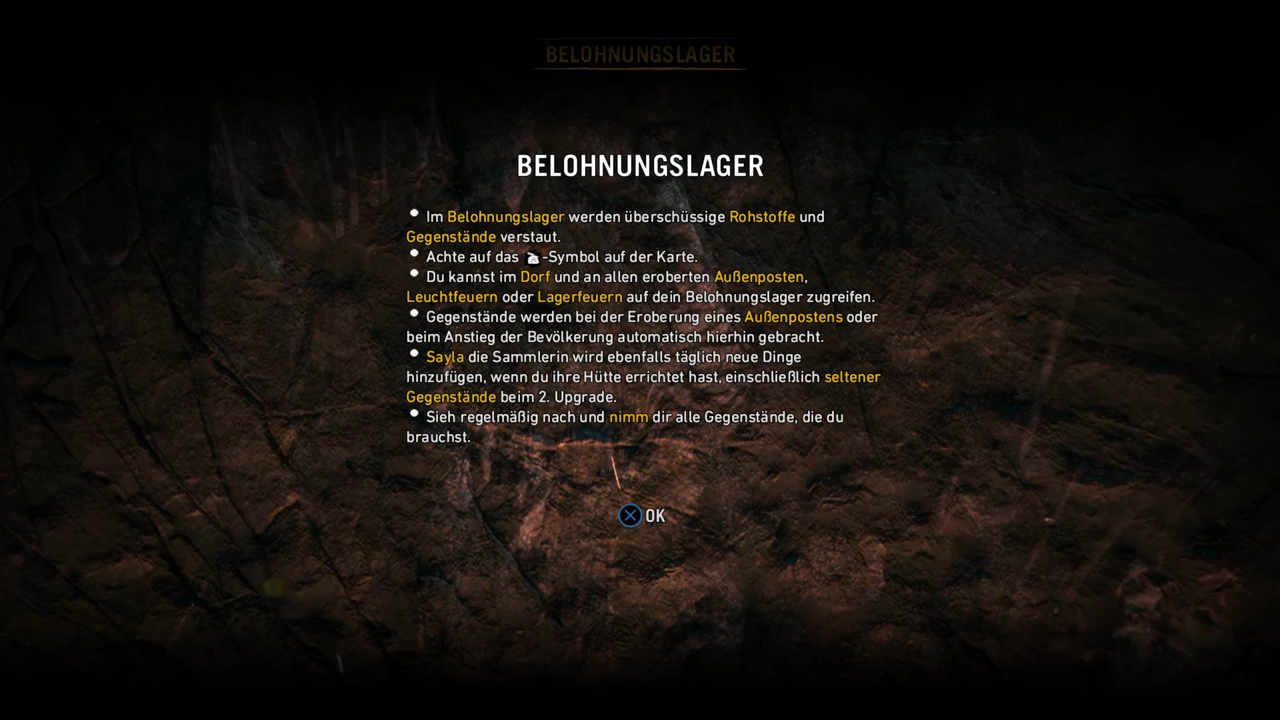 BELOHNUNGSLAGER
BELOHNUNGSLAGER
• Im Belohnungslager werden überschüssige Rohstoffe und
Gegenstände verstaut.
• Achte auf das -Symbol auf der Karte.
• Du kannst im Dorf und an allen eroberten Außenposten,
Leuchtfeuern oder Lagerfeuern auf dein Belohnungslager zugreifen.
• Gegenstände werden bei der Eroberung eines Außenpostens oder
beim Anstieg der Bevölkerung automatisch hierhin gebracht.
• Sayla die Sammlerin wird ebenfalls täglich neue Dinge
hinzufügen, wenn du ihre Hütte errichtet hast, einschließlich seltener
Gegenstände beim 2. Upgrade.
• Sieh regelmäßig nach und nimm dir alle Gegenstände, die du
brauchst.
OK